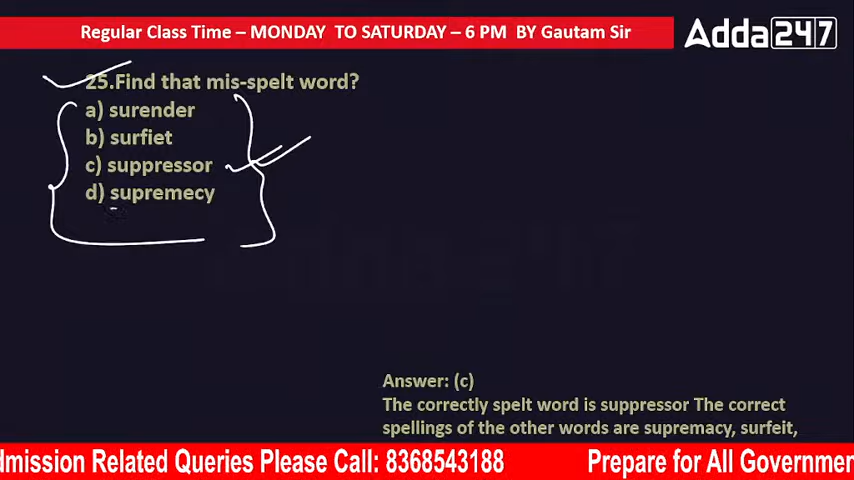 Regular Class Time – MONDAY TO SATURDAY – 6 PM BY Gautam Sir
Adda247
25.Find that mis-spelt word?
a) surender
b) surfiet
c) suppressor
d) supremecy
Answer: (c)
The correctly spelt word is suppressor The correct
spellings of the other words are supremacy, surfeit,
dmission Related Queries Please Call: 8368543188 Prepare for All Governmen